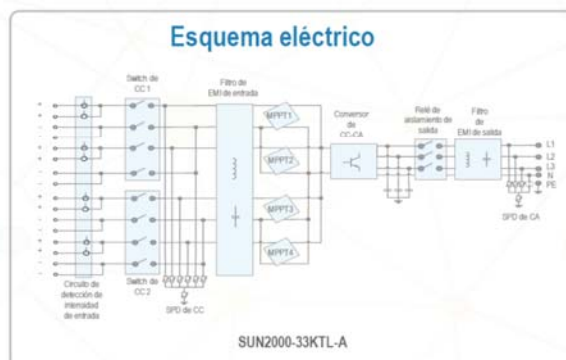 Esquema eléctrico
Switch de
CC 1
Filtro de
EMI de entrada
MPPT1
MPPT2
MPPT3
MPPT4
Conversor
de
CC-CA
Relé de
aislamiento de
salida
Filtro
de
EMI de salida
L1
L2
L3
N
PE
SPD de CA
Circuito de
detección de
intensidad
de entrada
Switch de
CC 2
SPD de CC
SUN2000-33KTL-A